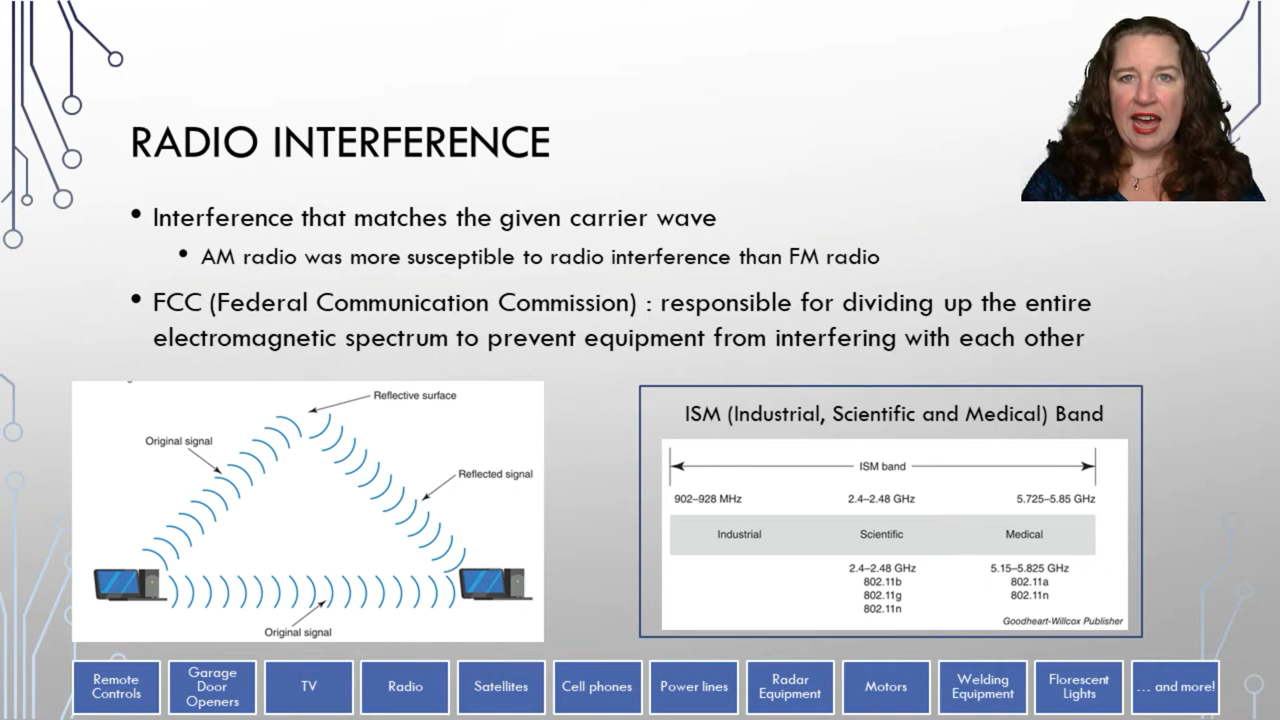 RADIO INTERFERENCE
• Interference that matches the given carrier wave
• AM radio was more susceptible to radio interference than FM radio
• FCC (Federal Communication Commission) : responsible for dividing up the entire
electromagnetic spectrum to prevent equipment from interfering with each other
Reflective surface
Original signal
Reflected signal
Original signal
ISM (Industrial, Scientific and Medical) Band
ISM band
902–928 MHz 2.4–2.48 GHz 5.725–5.85 GHz
Industrial Scientific Medical
2.4–2.48 GHz 5.15–5.825 GHz
802.11b 802.11a
802.11g 802.11n
802.11n
Goodheart-Willcox Publisher
Remote
Controls
Garage
Door
Openers
TV
Radio
Satellites
Cell phones
Power lines
Radar
Equipment
Motors
Welding
Equipment
Florescent
Lights
... and more!